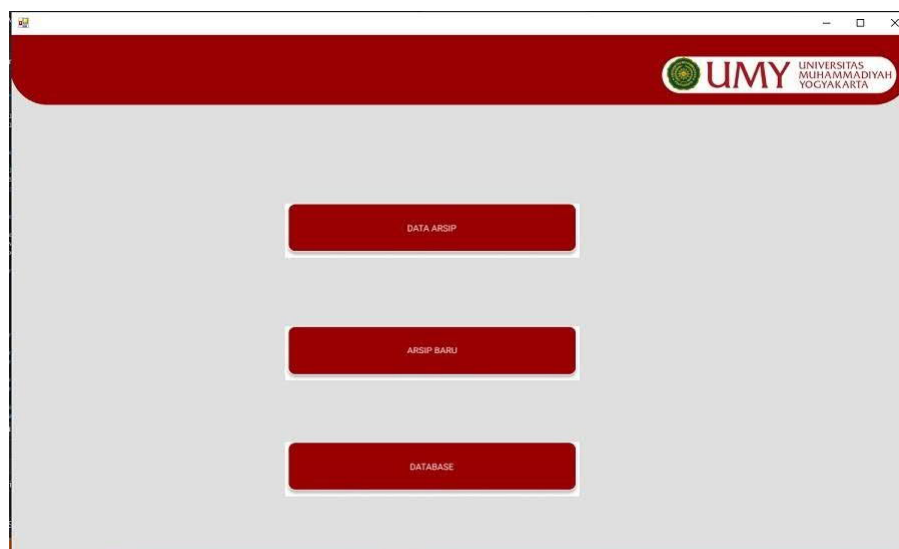 UMY
UNIVERSITAS
MUHAMMADIYAH
YOGYAKARTA
DATA ARSIP
ARSIP BARU
DATABASE